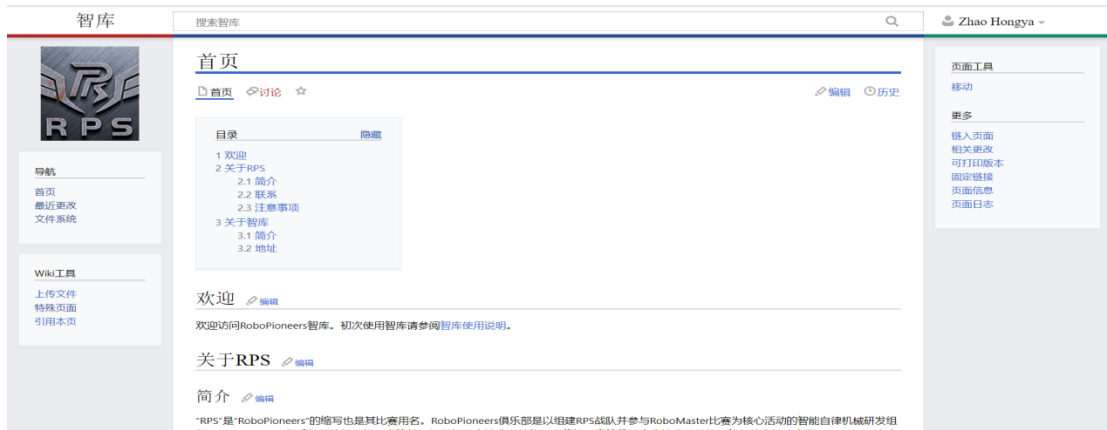 智库
搜索智库
Zhao Hongya
RPS
导航
首页
最近更改
文件系统
Wiki工具
上传文件
特殊页面
引用本页
首页
首页 讨论 编辑 历史
目录 隐藏
1 欢迎
2 关于RPS
2.1 简介
2.2 联系
2.3 注意事项
3 关于智库
3.1 简介
3.2 地址
欢迎 编辑
欢迎访问RoboPioneers智库。初次使用智库请参阅智库使用说明。
关于RPS 编辑
简介 编辑
"RPS"是"RoboPioneers"的缩写也是其比赛用名。RoboPioneers俱乐部是以组建RPS战队并参与RoboMaster比赛为核心活动的智能自律机械研发组
页面工具
移动
更多
链入页面
相关更改
可打印版本
固定链接
页面信息
页面日志